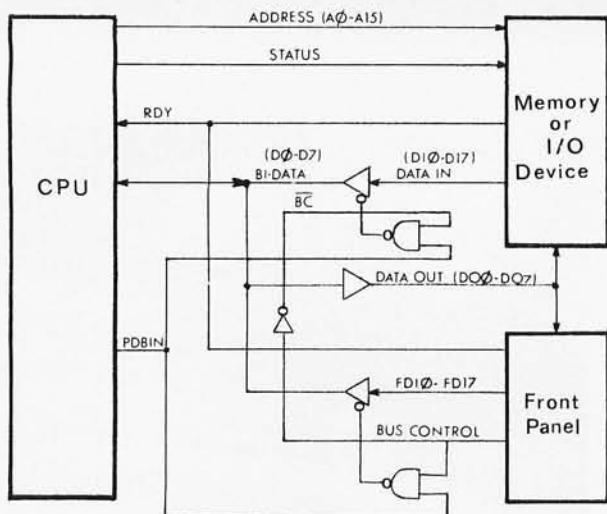 ADDRESS (AØ-A15)
STATUS
RDY
Memory
or
I/O
Device
(DØ-D7)
BI-DATA
(DIØ-DI7)
DATA IN
CPU
BC
DATA OUT (DOØ-DO7)
PDBIN
FDIØ-FDI7
BUS CONTROL
Front
Panel